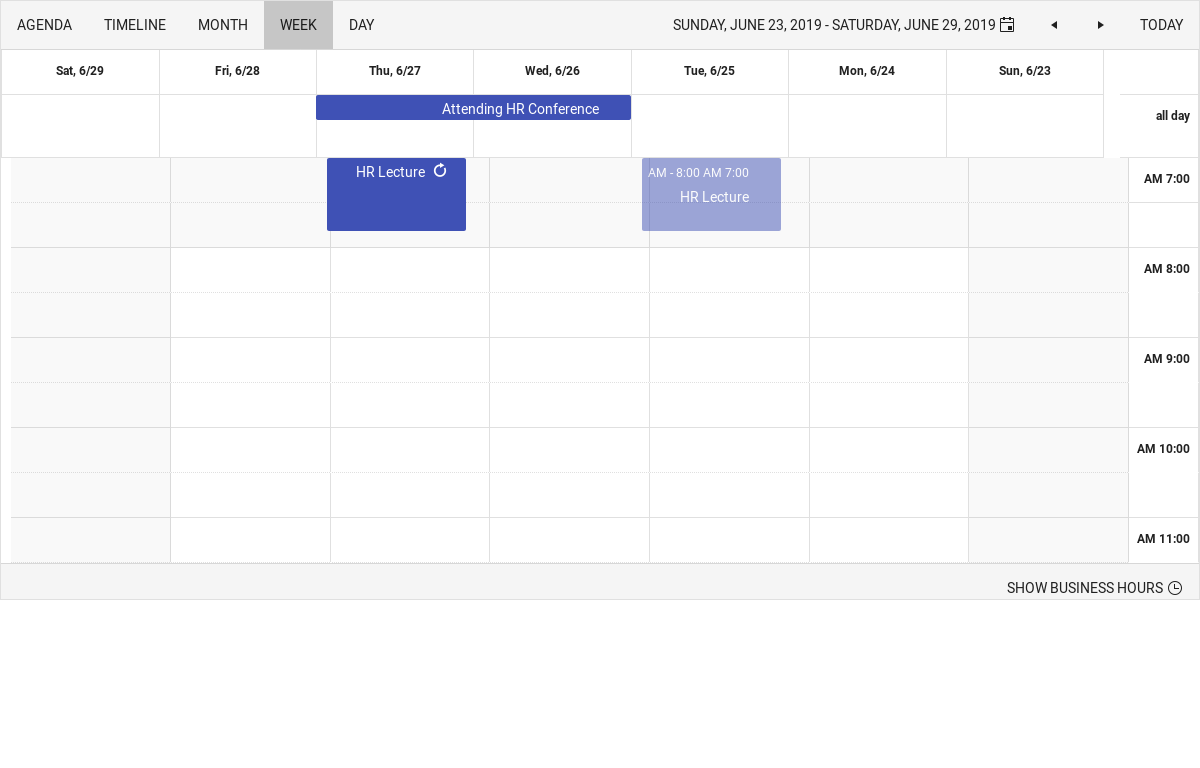 AGENDA TIMELINE MONTH WEEK DAY SUNDAY, JUNE 23, 2019 - SATURDAY, JUNE 29, 2019 TODAY
Sat, 6/29 Fri, 6/28 Thu, 6/27 Wed, 6/26 Tue, 6/25 Mon, 6/24 Sun, 6/23
Attending HR Conference all day
HR Lecture AM - 8:00 AM 7:00 AM 7:00
HR Lecture
AM 8:00
AM 9:00
AM 10:00
AM 11:00
SHOW BUSINESS HOURS